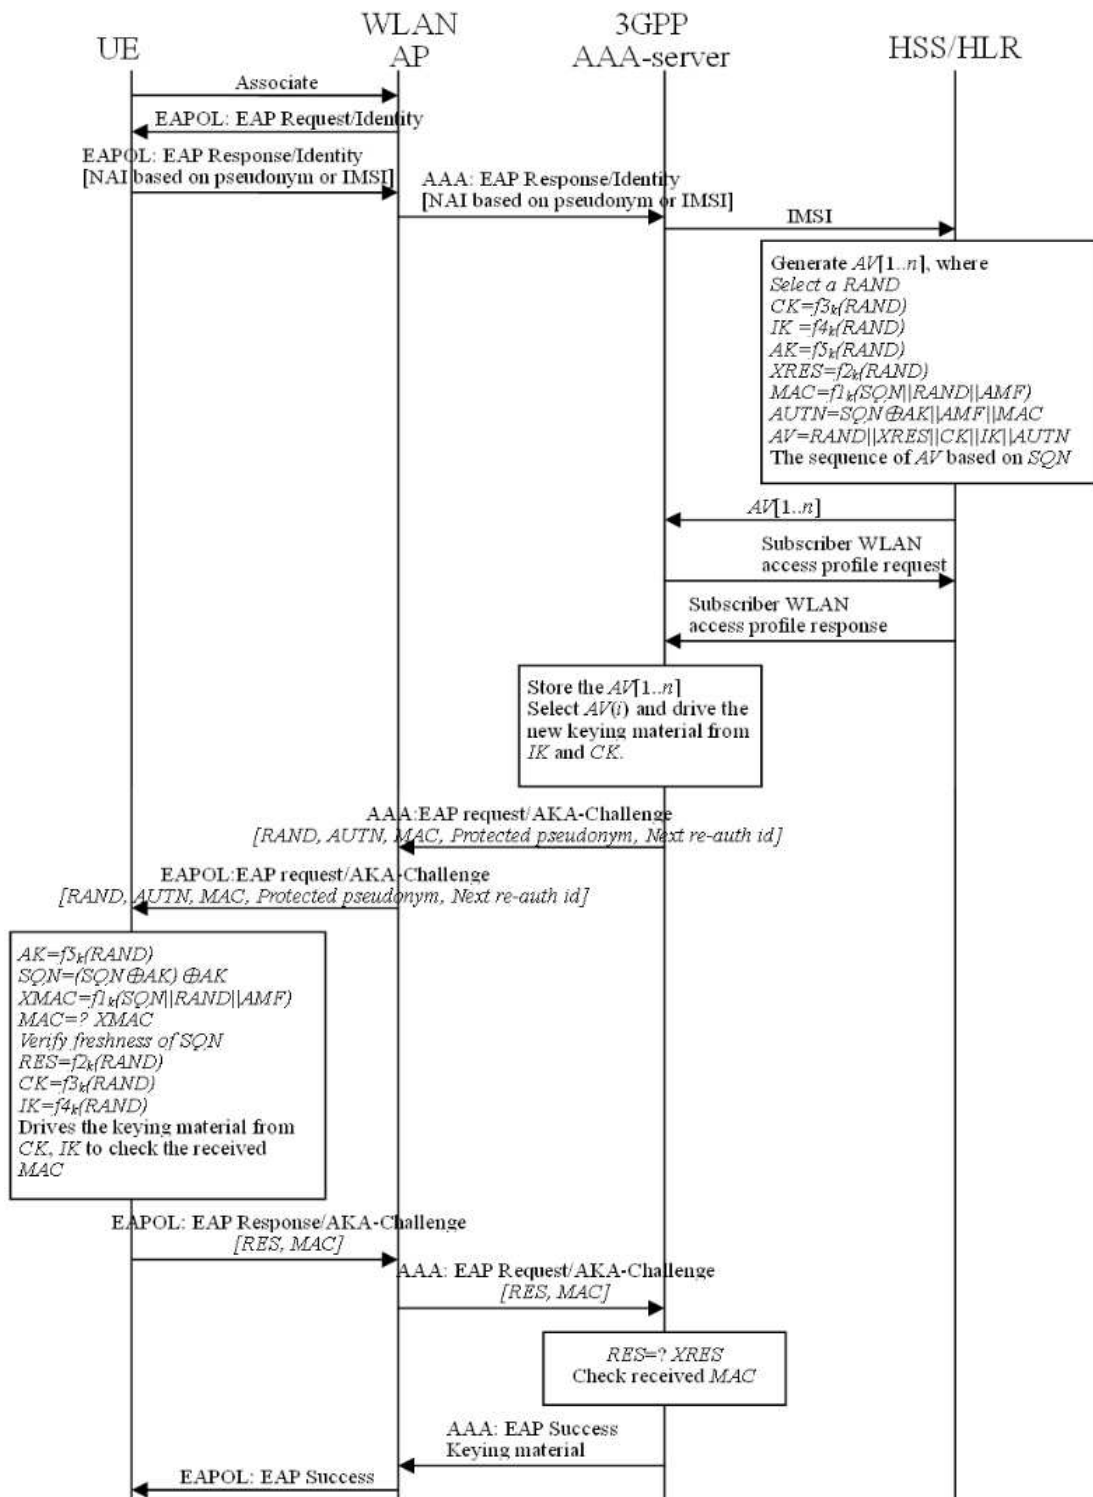 UE
WLAN
AP
3GPP
AAA-server
HSS/HLR
Associate
EAPOL: EAP Request/Identity
EAPOL: EAP Response/Identity
[NAI based on pseudonym or IMSI]
AAA: EAP Response/Identity
[NAI based on pseudonym or IMSI]
IMSI
Generate AV[1..n], where
Select a RAND
CK=f3k(RAND)
IK =f4k(RAND)
AK=f5k(RAND)
XRES=f2k(RAND)
MAC=f1k(SQN||RAND||AMF)
AUTN=SQN⊕AK||AMF||MAC
AV=RAND||XRES||CK||IK||AUTN
The sequence of AV based on SQN
AV[1..n]
Subscriber WLAN
access profile request
Subscriber WLAN
access profile response
Store the AV[1..n]
Select AV(i) and drive the
new keying material from
IK and CK.
AAA:EAP request/AKA-Challenge
[RAND, AUTN, MAC, Protected pseudonym, Next re-auth id]
EAPOL:EAP request/AKA-Challenge
[RAND, AUTN, MAC, Protected pseudonym, Next re-auth id]
AK=f5k(RAND)
SQN=(SQN⊕AK)⊕AK
XMAC=f1k(SQN||RAND||AMF)
MAC=? XMAC
Verify freshness of SQN
RES=f2k(RAND)
CK=f3k(RAND)
IK=f4k(RAND)
Drives the keying material from
CK, IK to check the received
MAC
EAPOL: EAP Response/AKA-Challenge
[RES, MAC]
AAA: EAP Request/AKA-Challenge
[RES, MAC]
RES=? XRES
Check received MAC
AAA: EAP Success
Keying material
EAPOL: EAP Success